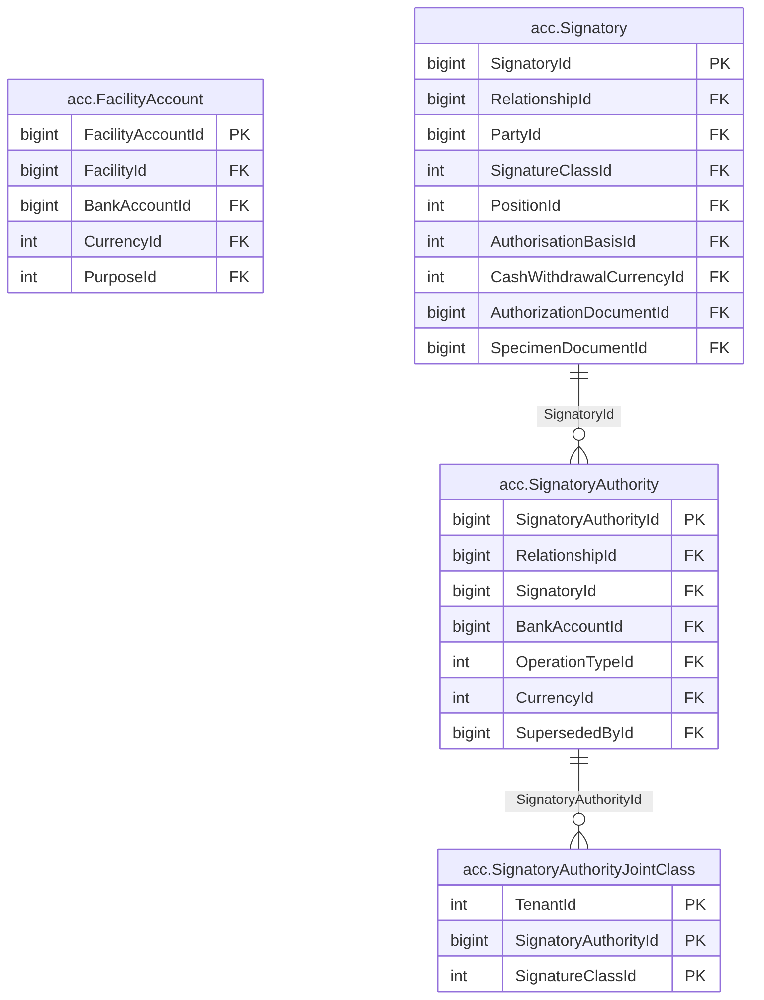 acc.FacilityAccount
bigint FacilityAccountId PK
bigint FacilityId FK
bigint BankAccountId FK
int CurrencyId FK
int PurposeId FK
acc.Signatory
bigint SignatoryId PK
bigint RelationshipId FK
bigint PartyId FK
int SignatureClassId FK
int PositionId FK
int AuthorisationBasisId FK
int CashWithdrawalCurrencyId FK
bigint AuthorizationDocumentId FK
bigint SpecimenDocumentId FK
SignatoryId
acc.SignatoryAuthority
bigint SignatoryAuthorityId PK
bigint RelationshipId FK
bigint SignatoryId FK
bigint BankAccountId FK
int OperationTypeId FK
int CurrencyId FK
bigint SupersededById FK
SignatoryAuthorityId
acc.SignatoryAuthorityJointClass
int TenantId PK
bigint SignatoryAuthorityId PK
int SignatureClassId PK